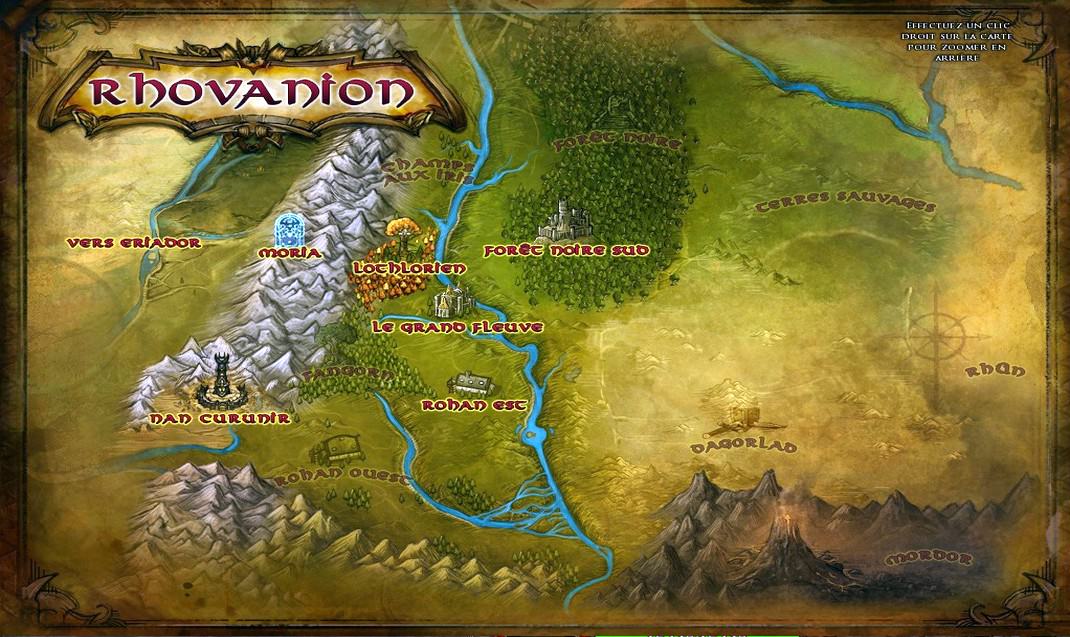 Rhovanion
Effectuez un clic
droit sur la carte
pour zoomer en
arrière
Forêt Noire
Champs
aux Iris
Terres Sauvages
Vers Eriador
Moria
Forêt Noire Sud
Lothlorien
Le Grand Fleuve
Fangorn
Rhûn
Rohan Est
Nan Curunir
Dagorlad
Rohan Ouest
Mordor